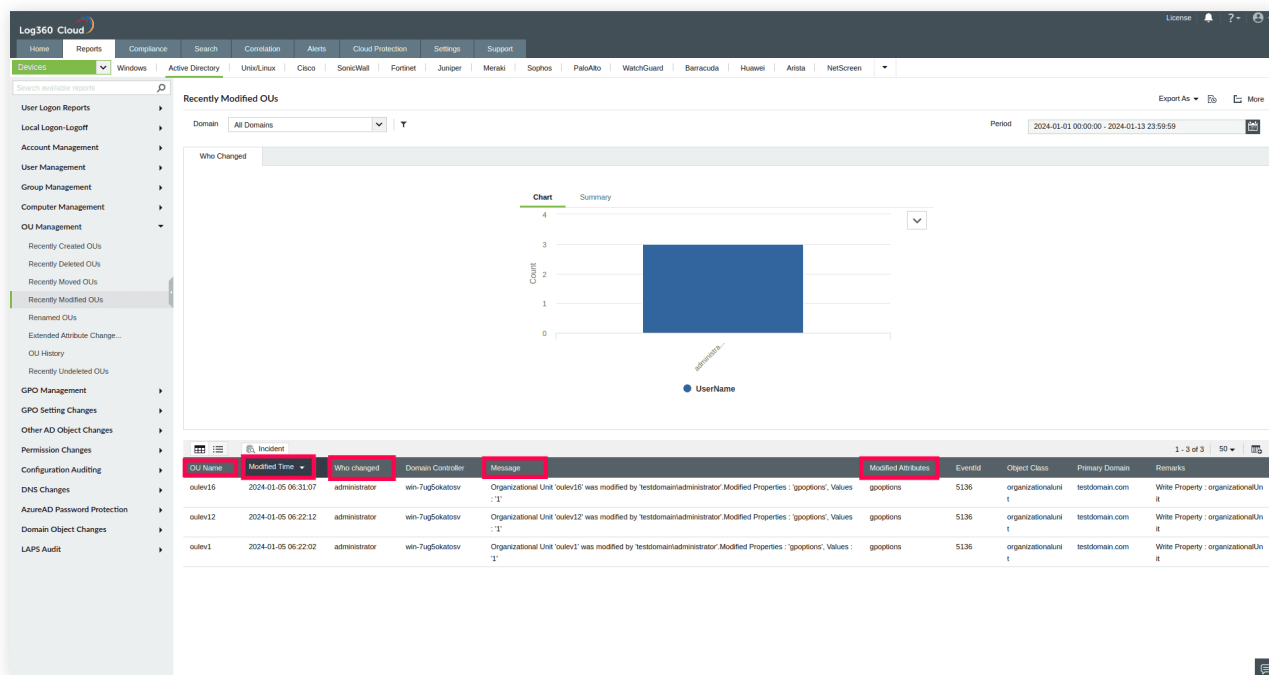 License ? -
Log360 Cloud
Home Reports Compliance Search Correlation Alerts Cloud Protection Settings Support
Devices Windows Active Directory Unix/Linux Cisco SonicWall Fortinet Juniper Meraki Sophos PaloAlto WatchGuard Barracuda Huawei Arista NetScreen
Search available reports
Recently Modified OUs
Export As More
User Logon Reports
Local Logon-Logoff
Account Management
User Management
Group Management
Computer Management
OU Management
Recently Created OUs
Recently Deleted OUs
Recently Moved OUs
Recently Modified OUs
Renamed OUs
Extended Attribute Change...
OU History
Recently Undeleted OUs
GPO Management
GPO Setting Changes
Other AD Object Changes
Permission Changes
Configuration Auditing
DNS Changes
AzureAD Password Protection
Domain Object Changes
LAPS Audit
Domain All Domains
Period 2024-01-01 00:00:00 - 2024-01-13 23:59:59
Who Changed
Chart Summary
4
3
2
1
0
Count
administra...
UserName
Incident
1 - 3 of 3 50
OU Name Modified Time Who changed Domain Controller Message Modified Attributes EventId Object Class Primary Domain Remarks
oulev16 2024-01-05 06:31:07 administrator win-7ug5okatosv Organizational Unit 'oulev16' was modified by 'testdomain\administrator'.Modified Properties : 'gpoptions', Values gpoptions 5136 organizationaluni testdomain.com Write Property : organizationalUn
: '1' t it
oulev12 2024-01-05 06:22:12 administrator win-7ug5okatosv Organizational Unit 'oulev12' was modified by 'testdomain\administrator'.Modified Properties : 'gpoptions', Values gpoptions 5136 organizationaluni testdomain.com Write Property : organizationalUn
: '1' t it
oulev1 2024-01-05 06:22:02 administrator win-7ug5okatosv Organizational Unit 'oulev1' was modified by 'testdomain\administrator'.Modified Properties : 'gpoptions', Values : gpoptions 5136 organizationaluni testdomain.com Write Property : organizationalUn
'1' t it